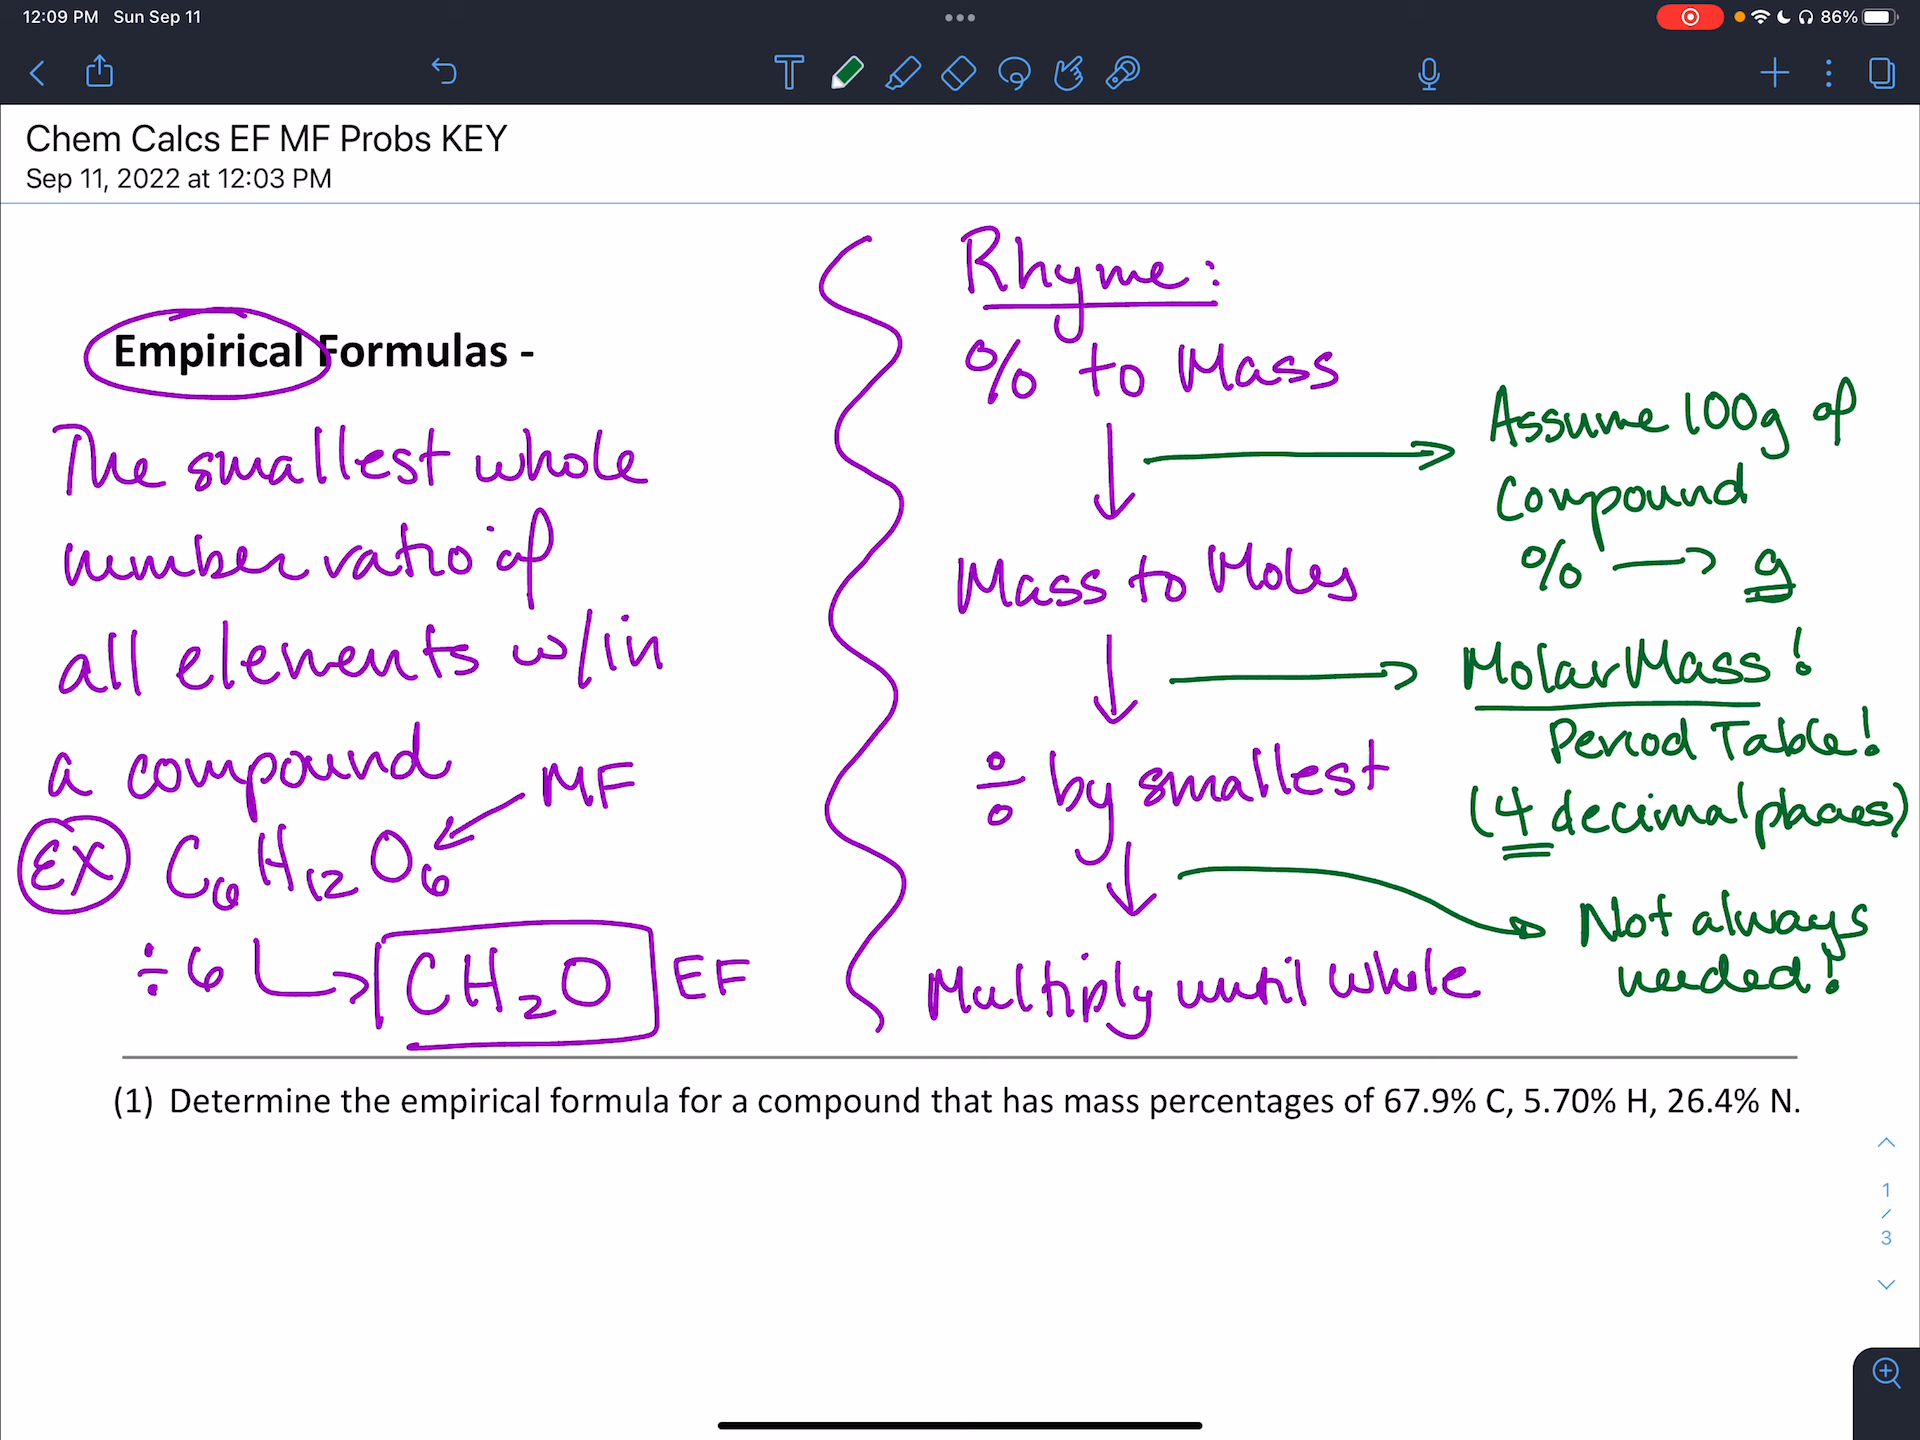 12:09 PM Sun Sep 11
86%
Chem Calcs EF MF Probs KEY
Sep 11, 2022 at 12:03 PM
Empirical Formulas -
The smallest whole
number ratio of
all elements w/in
a compound
MF
EX C6H12O6
÷6 CH2O EF
Rhyme:
% to Mass
Mass to Moles
÷ by smallest
Multiply until whole
Assume 100g of
Compound
% → g
Molar Mass!
Period Table!
(4 decimal places)
Not always
needed!
(1) Determine the empirical formula for a compound that has mass percentages of 67.9% C, 5.70% H, 26.4% N.
1
/
3